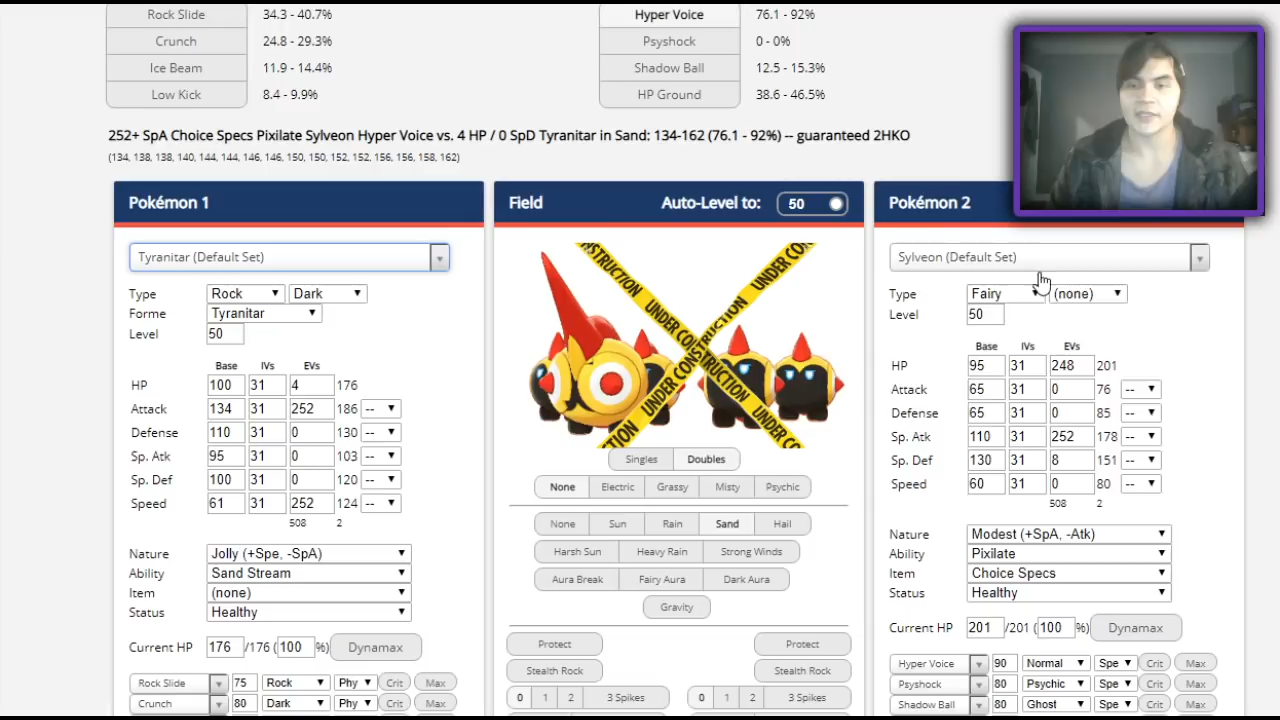 Rock Slide 34.3 - 40.7% Hyper Voice 76.1 - 92%
Crunch 24.8 - 29.3% Psyshock 0 - 0%
Ice Beam 11.9 - 14.4% Shadow Ball 12.5 - 15.3%
Low Kick 8.4 - 9.9% HP Ground 38.6 - 46.5%
252+ SpA Choice Specs Pixilate Sylveon Hyper Voice vs. 4 HP / 0 SpD Tyranitar in Sand: 134-162 (76.1 - 92%) -- guaranteed 2HKO
(134, 138, 138, 140, 144, 144, 146, 146, 150, 150, 152, 152, 156, 156, 158, 162)
Pokémon 1
Tyranitar (Default Set)
Type Rock Dark
Forme Tyranitar
Level 50
Base IVs EVs
HP 100 31 4 176
Attack 134 31 252 186 --
Defense 110 31 0 130 --
Sp. Atk 95 31 0 103 --
Sp. Def 100 31 0 120 --
Speed 61 31 252 124 --
508 2
Nature Jolly (+Spe, -SpA)
Ability Sand Stream
Item (none)
Status Healthy
Current HP 176 /176 ( 100 %) Dynamax
Rock Slide 75 Rock Phy Crit Max
Crunch 80 Dark Phy Crit Max
Field Auto-Level to: 50
UNDER CONSTRUCTION
UNDER CONSTRUCTION
Singles Doubles
None Electric Grassy Misty Psychic
None Sun Rain Sand Hail
Harsh Sun Heavy Rain Strong Winds
Aura Break Fairy Aura Dark Aura
Gravity
Protect Protect
Stealth Rock Stealth Rock
0 1 2 3 Spikes 0 1 2 3 Spikes
Pokémon 2
Sylveon (Default Set)
Type Fairy (none)
Level 50
Base IVs EVs
HP 95 31 248 201
Attack 65 31 0 76 --
Defense 65 31 0 85 --
Sp. Atk 110 31 252 178 --
Sp. Def 130 31 8 151 --
Speed 60 31 0 80 --
508 2
Nature Modest (+SpA, -Atk)
Ability Pixilate
Item Choice Specs
Status Healthy
Current HP 201 /201 ( 100 %) Dynamax
Hyper Voice 90 Normal Spe Crit Max
Psyshock 80 Psychic Spe Crit Max
Shadow Ball 80 Ghost Spe Crit Max